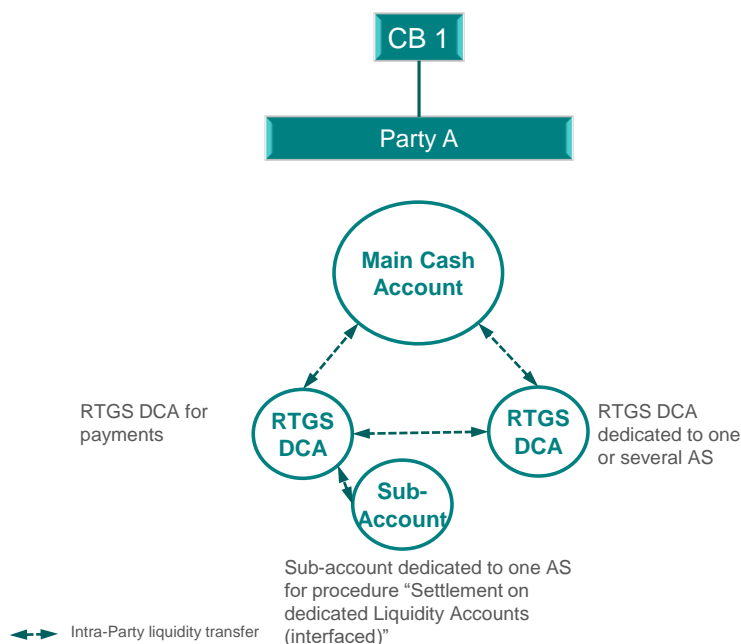 CB 1
Party A
Main Cash
Account
RTGS DCA for
payments
RTGS
DCA
RTGS
DCA
RTGS DCA
dedicated to one
or several AS
Sub-
Account
Sub-account dedicated to one AS
for procedure “Settlement on
dedicated Liquidity Accounts
(interfaced)”
Intra-Party liquidity transfer